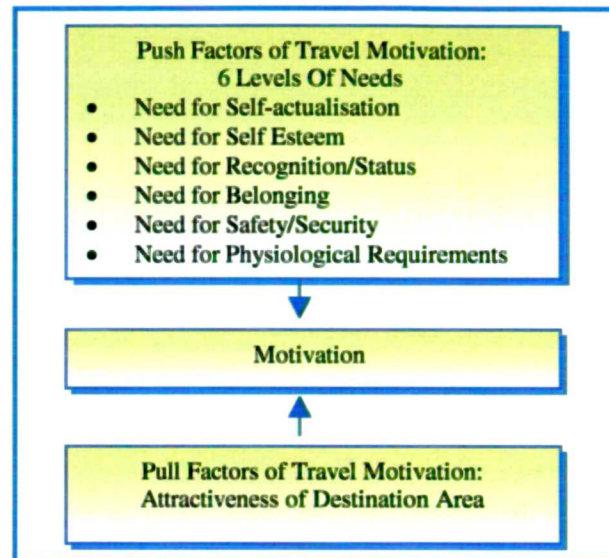 Push Factors of Travel Motivation:
6 Levels Of Needs
• Need for Self-actualisation
• Need for Self Esteem
• Need for Recognition/Status
• Need for Belonging
• Need for Safety/Security
• Need for Physiological Requirements
Motivation
Pull Factors of Travel Motivation:
Attractiveness of Destination Area